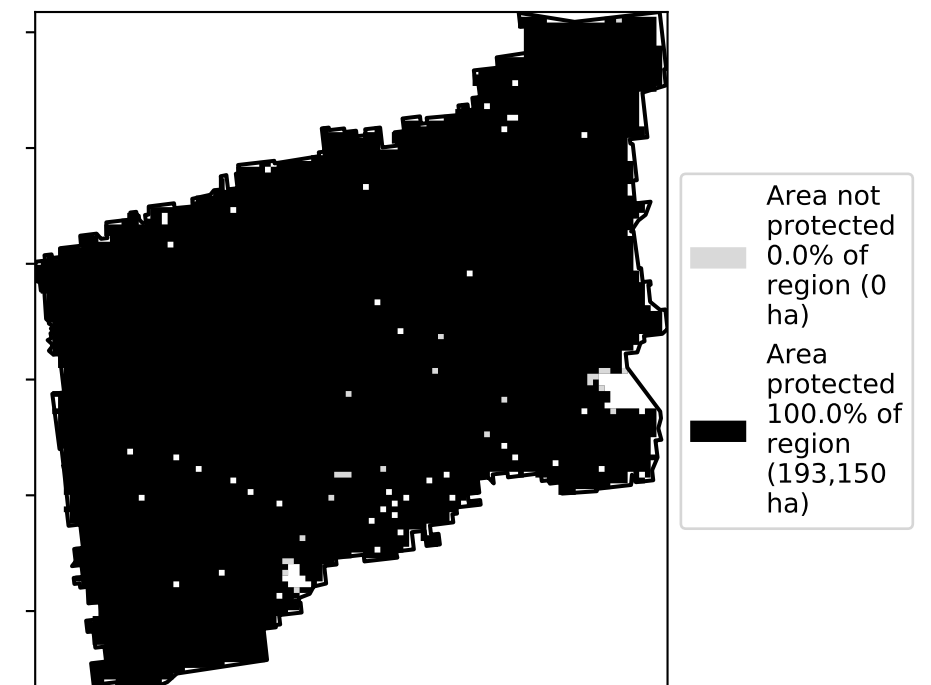 Area not
protected
0.0% of
region (0
ha)
Area
protected
100.0% of
region
(193,150
ha)